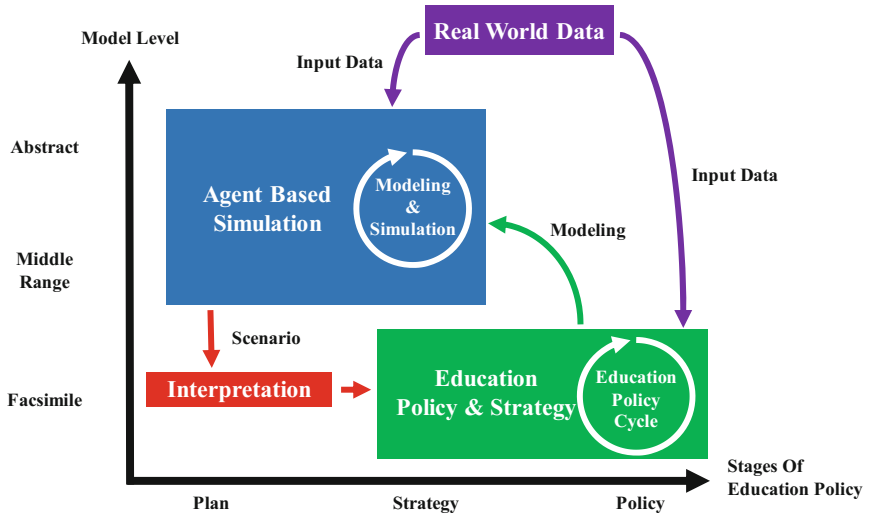 Real World Data
Model Level
Input Data
Abstract
Agent Based
Simulation
Modeling
&
Simulation
Input Data
Modeling
Middle
Range
Scenario
Interpretation
Education
Policy & Strategy
Education
Policy
Cycle
Facsimile
Stages Of
Education Policy
Plan
Strategy
Policy